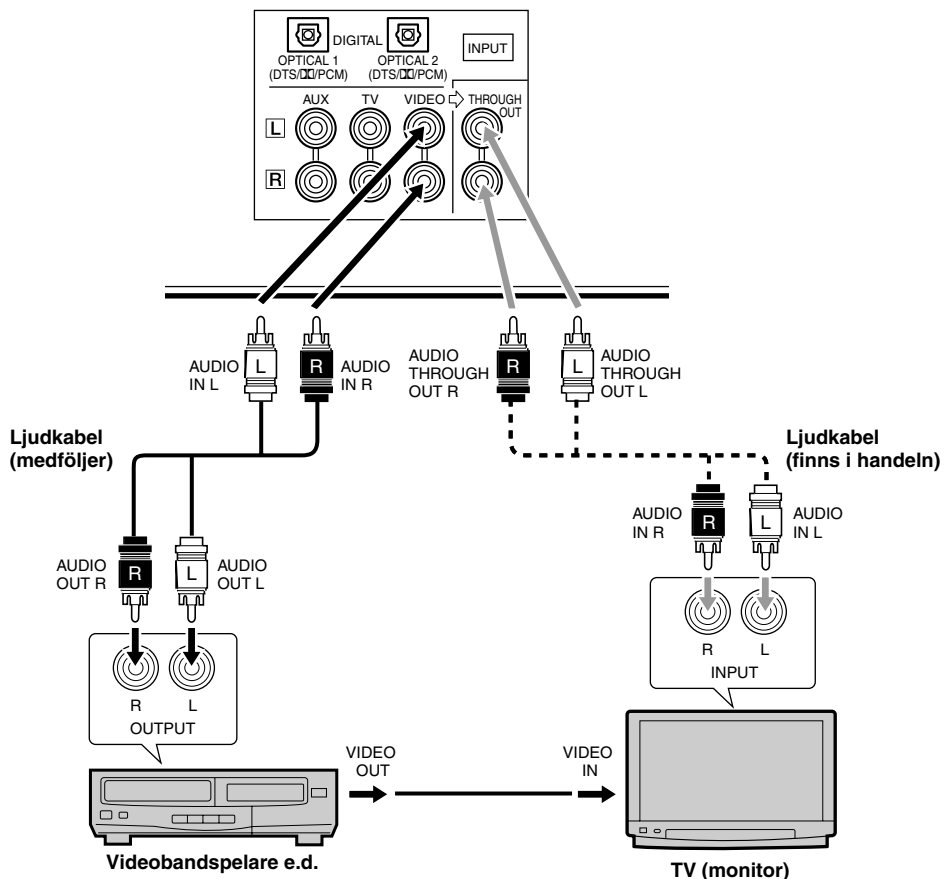 DIGITAL
OPTICAL 1
(DTS/DD/PCM)
OPTICAL 2
(DTS/DD/PCM)
INPUT
AUX
TV
VIDEO
THROUGH
OUT
L
R
AUDIO
IN L
L
R
AUDIO
IN R
AUDIO
THROUGH
OUT R
R
L
AUDIO
THROUGH
OUT L
Ljudkabel
(medföljer)
Ljudkabel
(finns i handeln)
AUDIO
OUT R
R
L
AUDIO
OUT L
AUDIO
IN R
R
L
AUDIO
IN L
R
L
OUTPUT
R
L
INPUT
VIDEO
OUT
VIDEO
IN
Videobandspelare e.d.
TV (monitor)